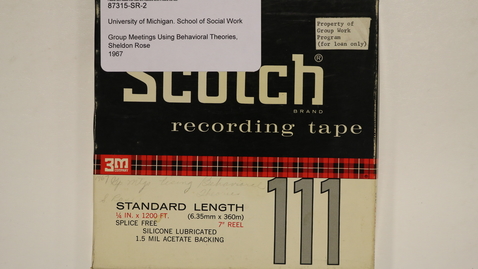 87315-SR-2
University of Michigan. School of Social Work
Group Meetings Using Behavioral Theories,
Sheldon Rose
1967
Property of
Group Work
Program
(for loan only)
Scotch®
BRAND
recording tape
3M
COMPANY
111
STANDARD LENGTH
¼ IN. x 1200 FT. (6.35mm x 360m)
SPLICE FREE 7" REEL
SILICONE LUBRICATED
1.5 MIL ACETATE BACKING